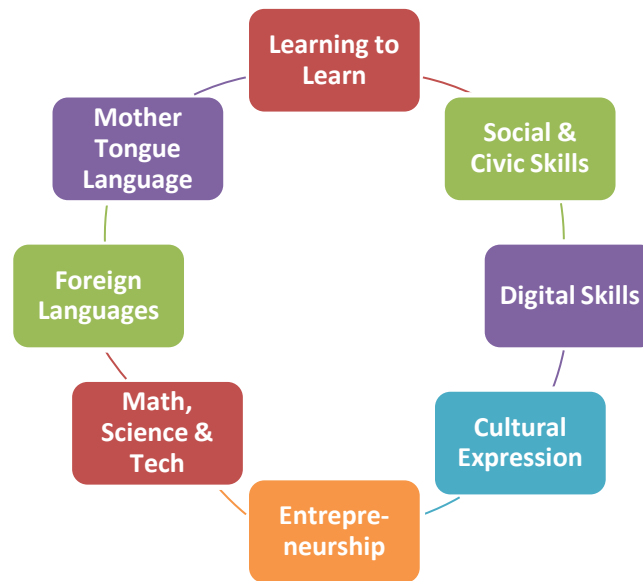 Learning to
Learn
Social &
Civic Skills
Digital Skills
Cultural
Expression
Entrepre-
neurship
Math,
Science &
Tech
Foreign
Languages
Mother
Tongue
Language